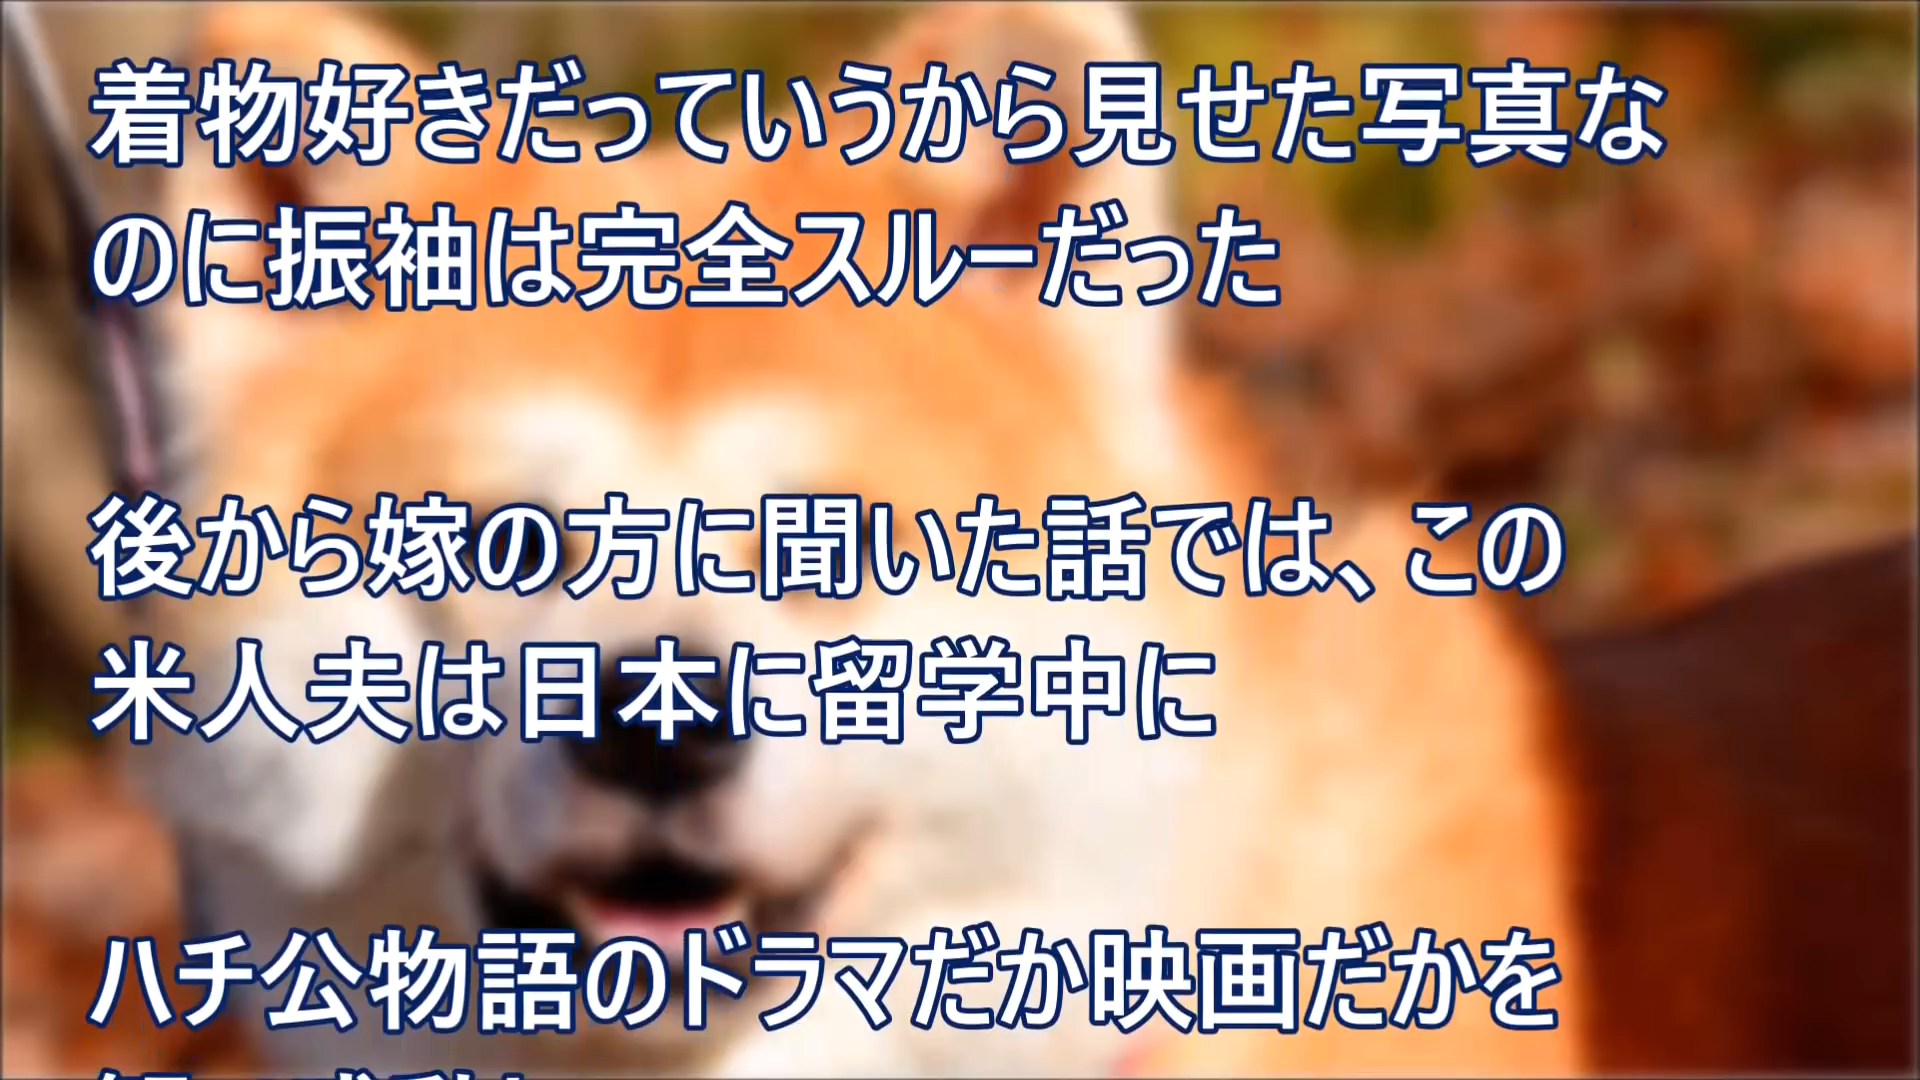 着物好きだっていうから見せた写真な
のに振袖は完全スルーだった
後から嫁の方に聞いた話では、この
米人夫は日本に留学中に
ハチ公物語のドラマだか映画だかを